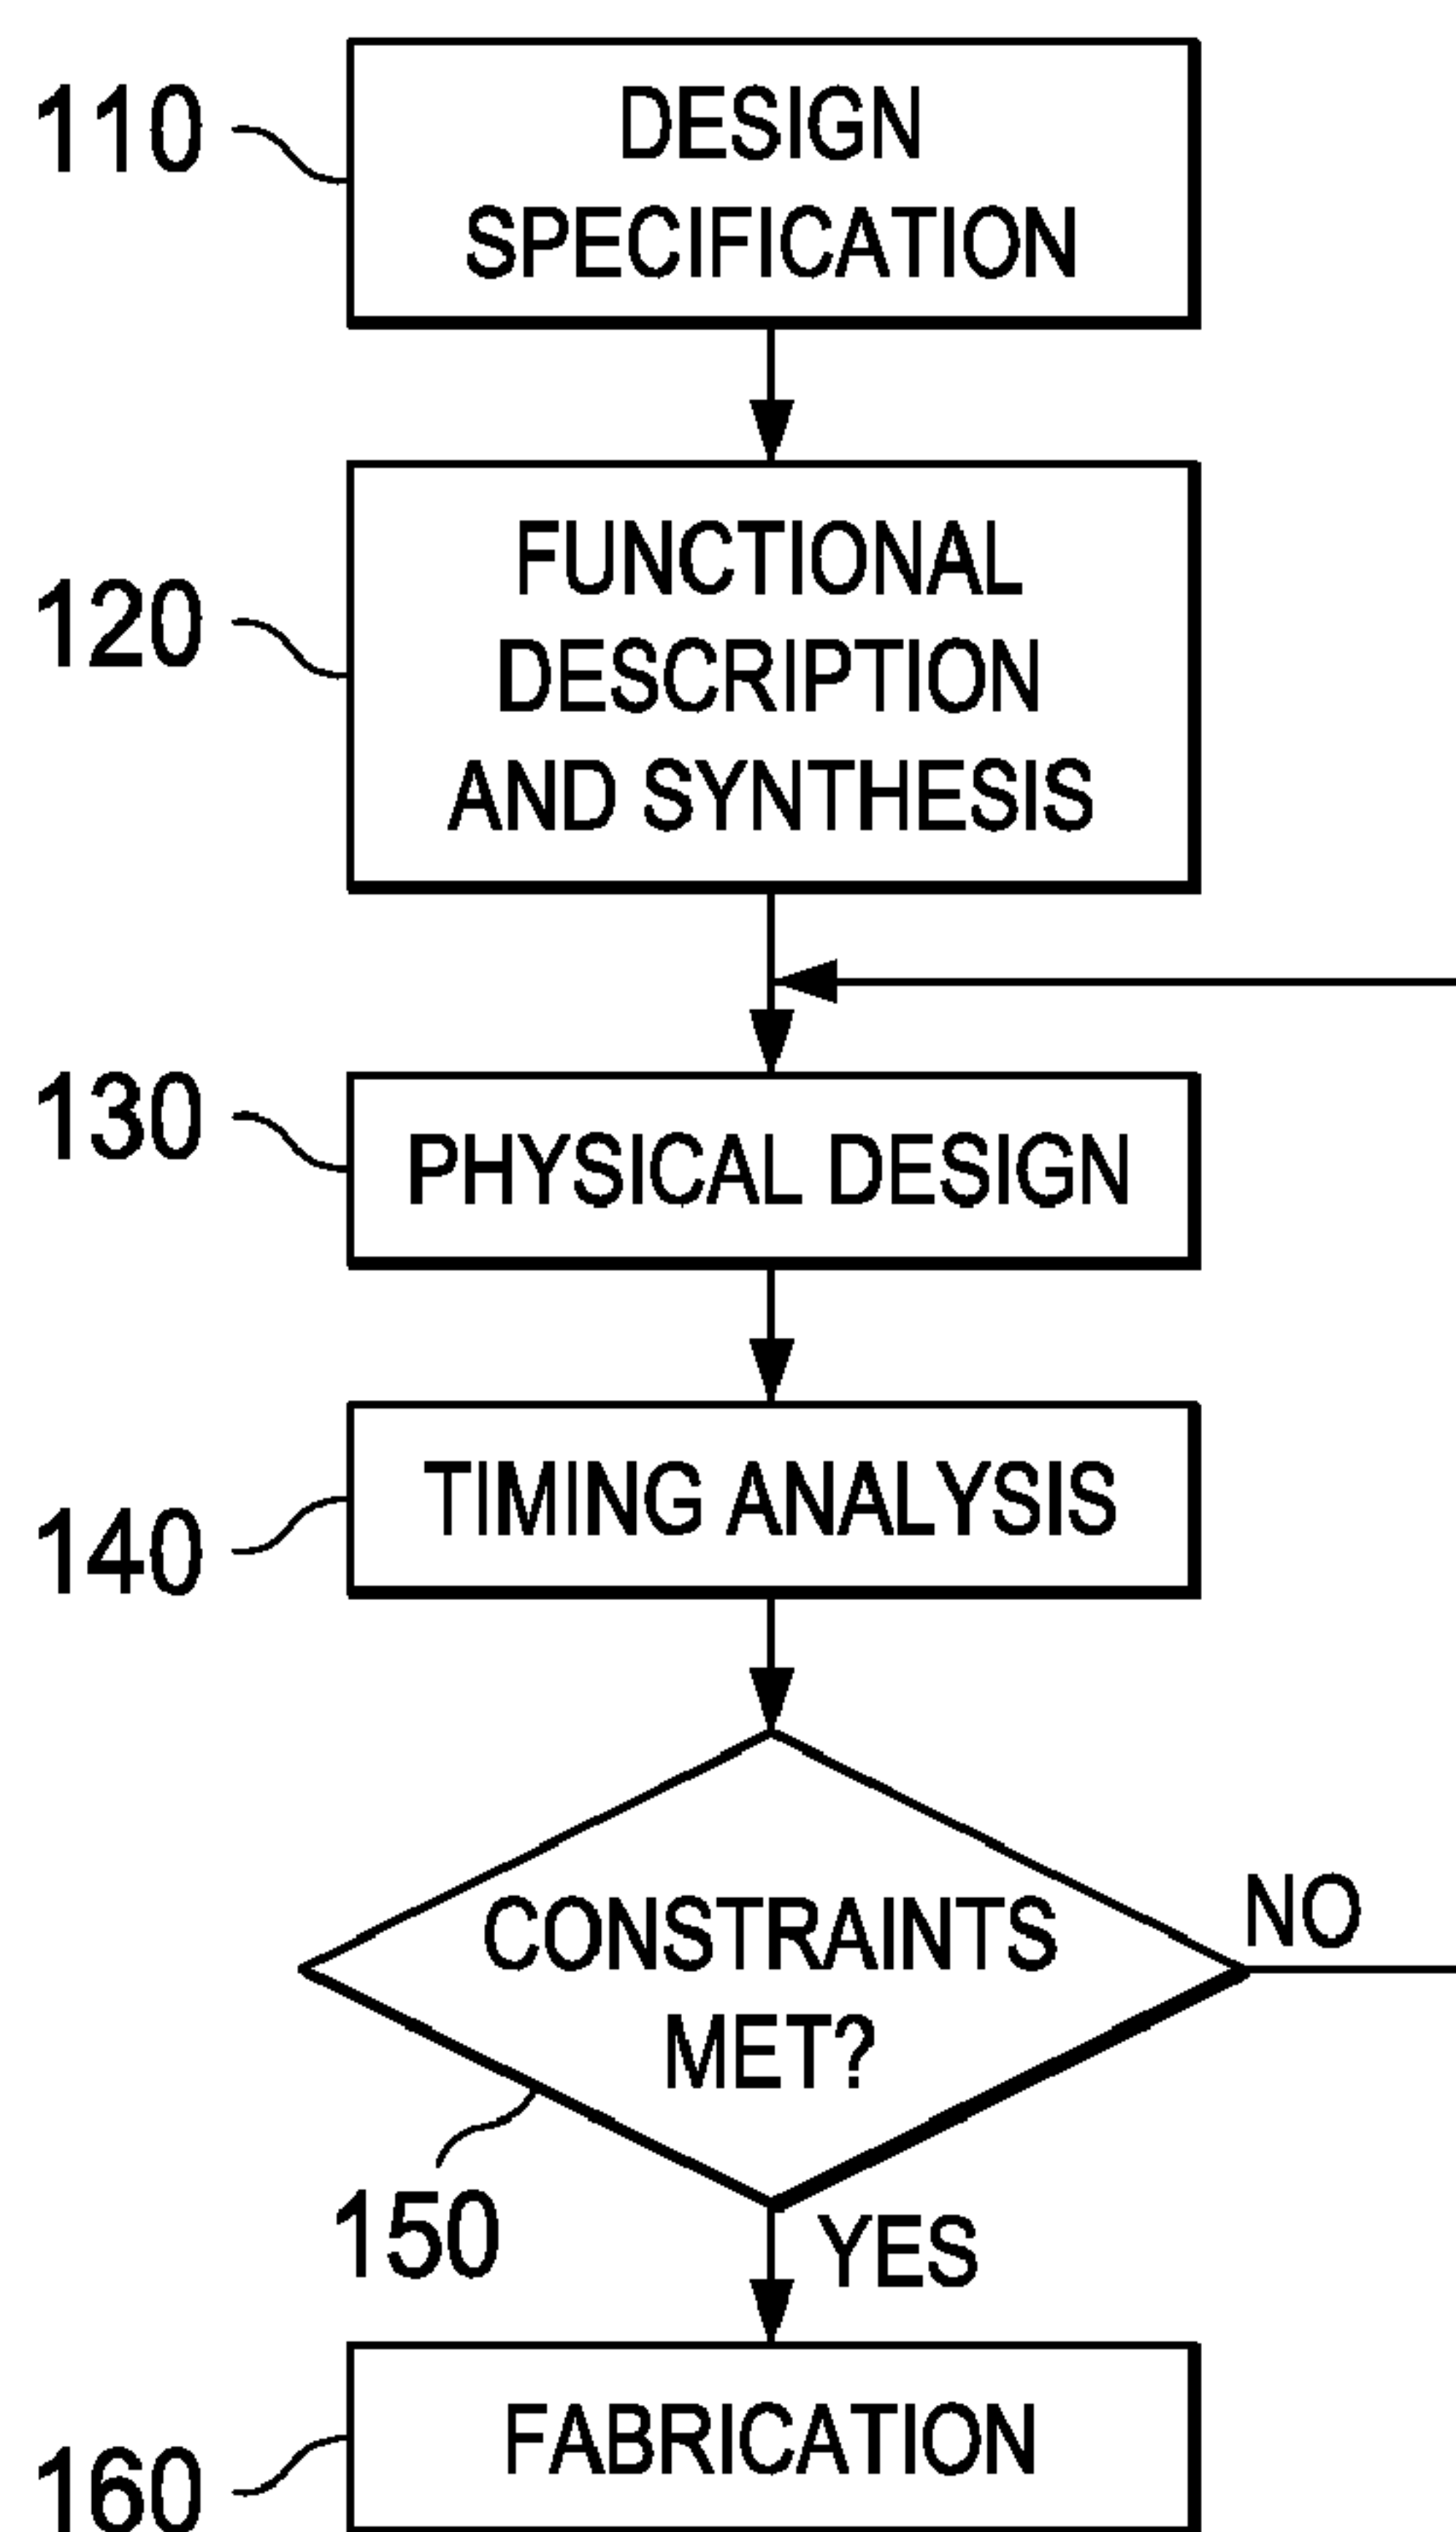 110
DESIGN
SPECIFICATION
120
FUNCTIONAL
DESCRIPTION
AND SYNTHESIS
130
PHYSICAL DESIGN
140
TIMING ANALYSIS
CONSTRAINTS
MET?
NO
150
YES
160
FABRICATION